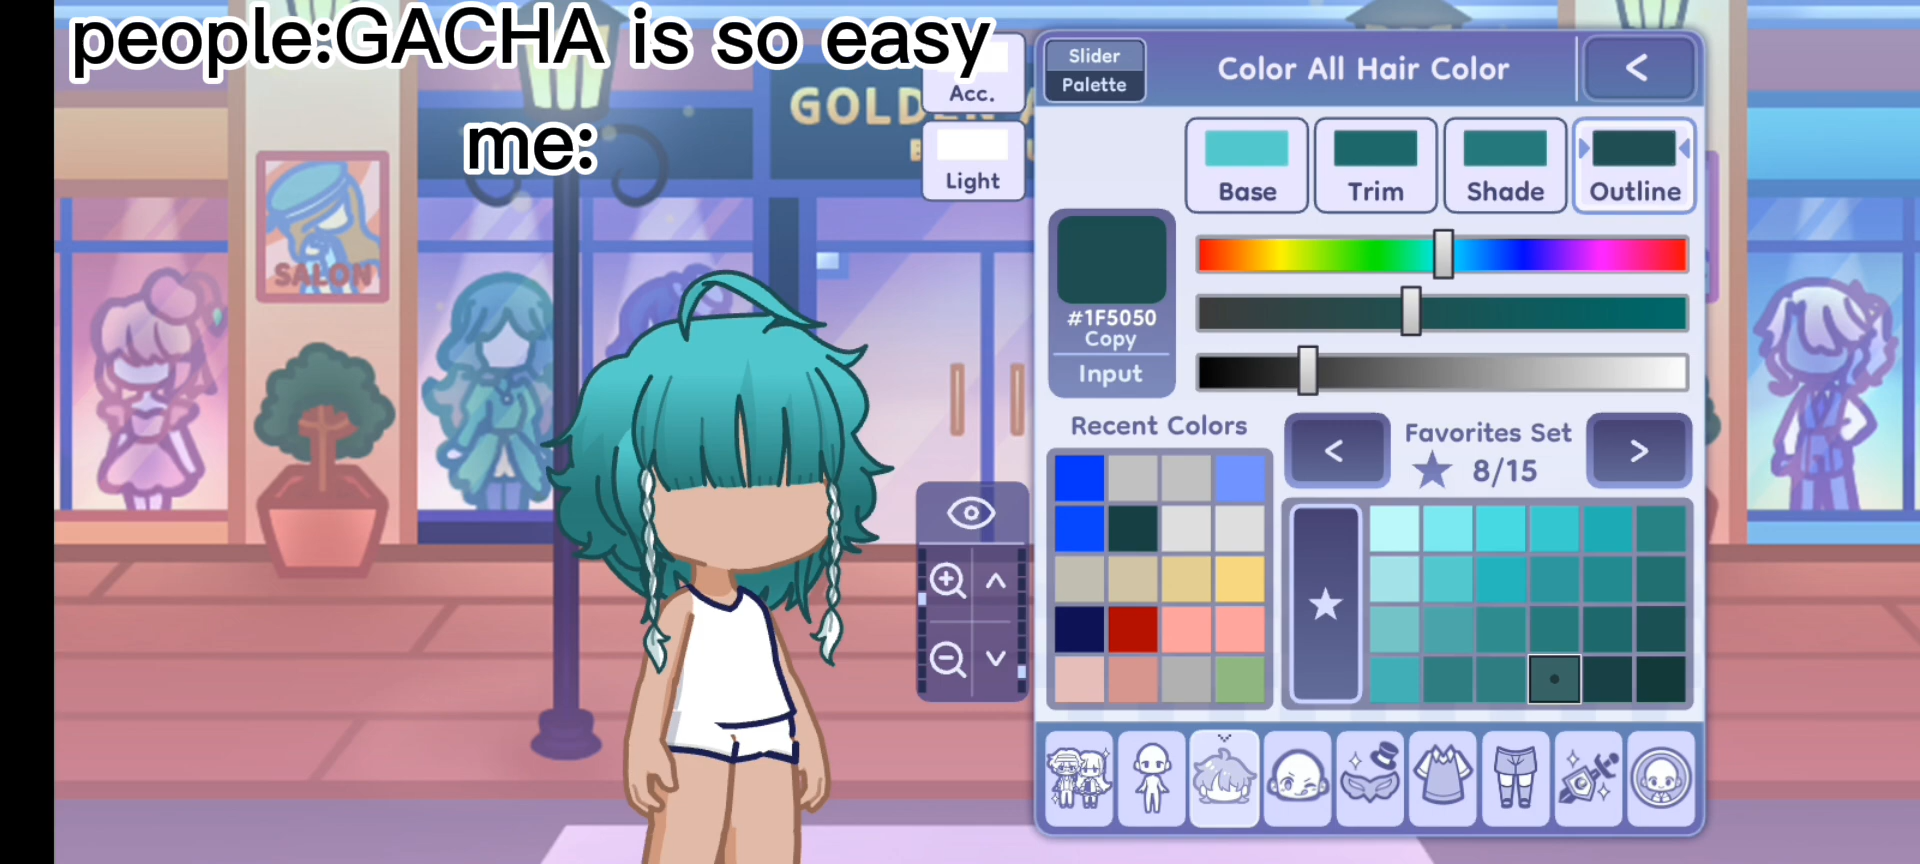 people:GACHA is so easy
me:
GOLD
SALON
Acc.
Light
Slider
Palette
Color All Hair Color
<
Base
Trim
Shade
Outline
#1F5050
Copy
Input
Recent Colors
<
Favorites Set
8/15
>